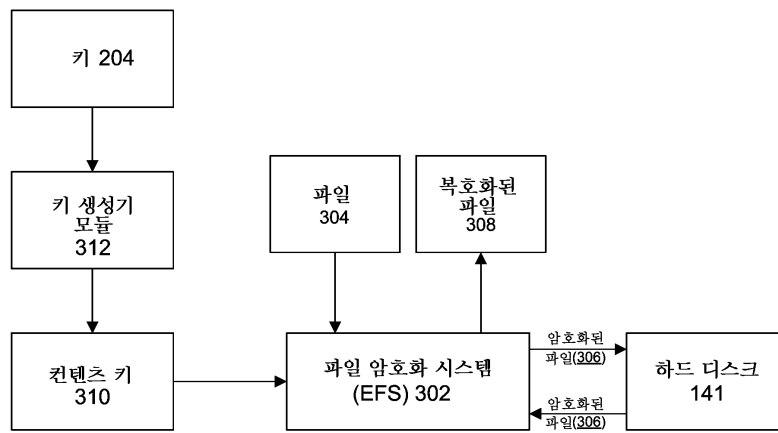 키 204
키 생성기
모듈
312
파일
304
복호화된
파일
308
컨텐츠 키
310
파일 암호화 시스템
(EFS) 302
암호화된
파일(306)
암호화된
파일(306)
하드 디스크
141